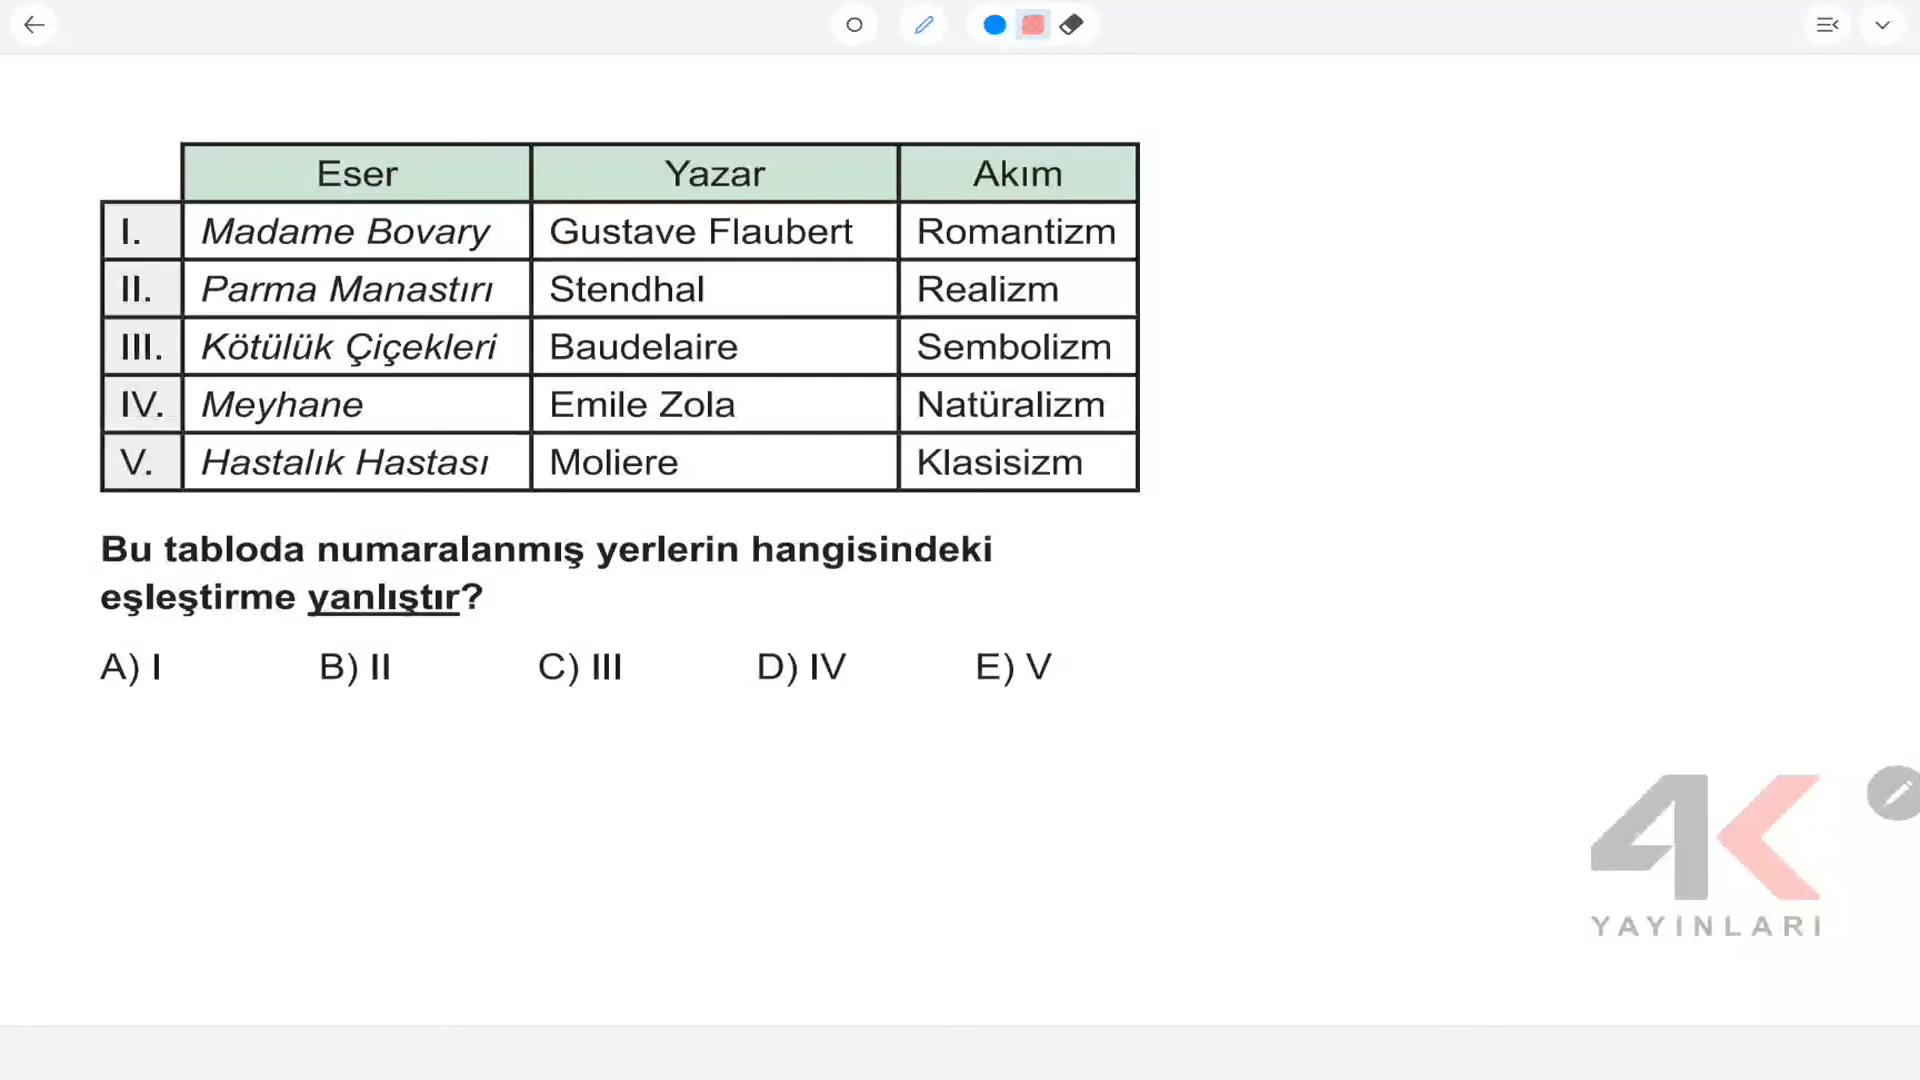 Eser Yazar Akım
I. Madame Bovary Gustave Flaubert Romantizm
II. Parma Manastırı Stendhal Realizm
III. Kötülük Çiçekleri Baudelaire Sembolizm
IV. Meyhane Emile Zola Natüralizm
V. Hastalık Hastası Moliere Klasisizm
Bu tabloda numaralanmış yerlerin hangisindeki
eşleştirme yanlıştır?
A) I B) II C) III D) IV E) V
4K
YAYINLARI